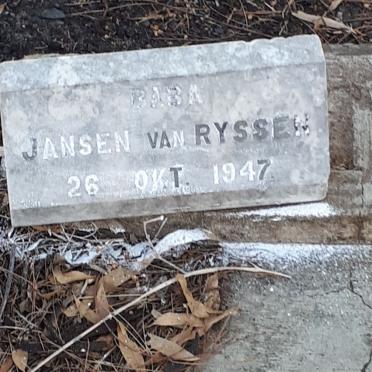 BABA
JANSEN VAN RYSSEN
26 OKT 1947